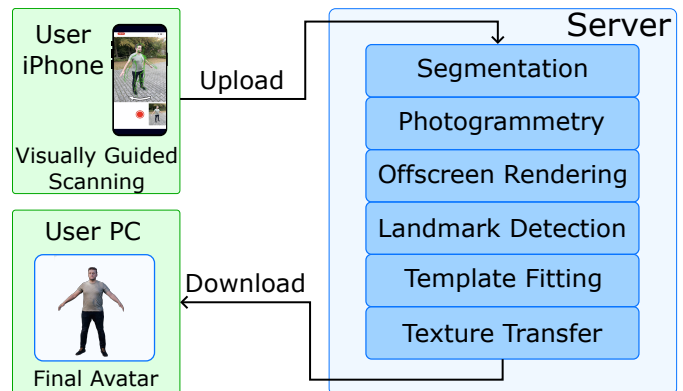 User
iPhone
Visually Guided
Scanning
Upload
Server
Segmentation
Photogrammetry
Offscreen Rendering
Landmark Detection
Template Fitting
Texture Transfer
Download
User PC
Final Avatar